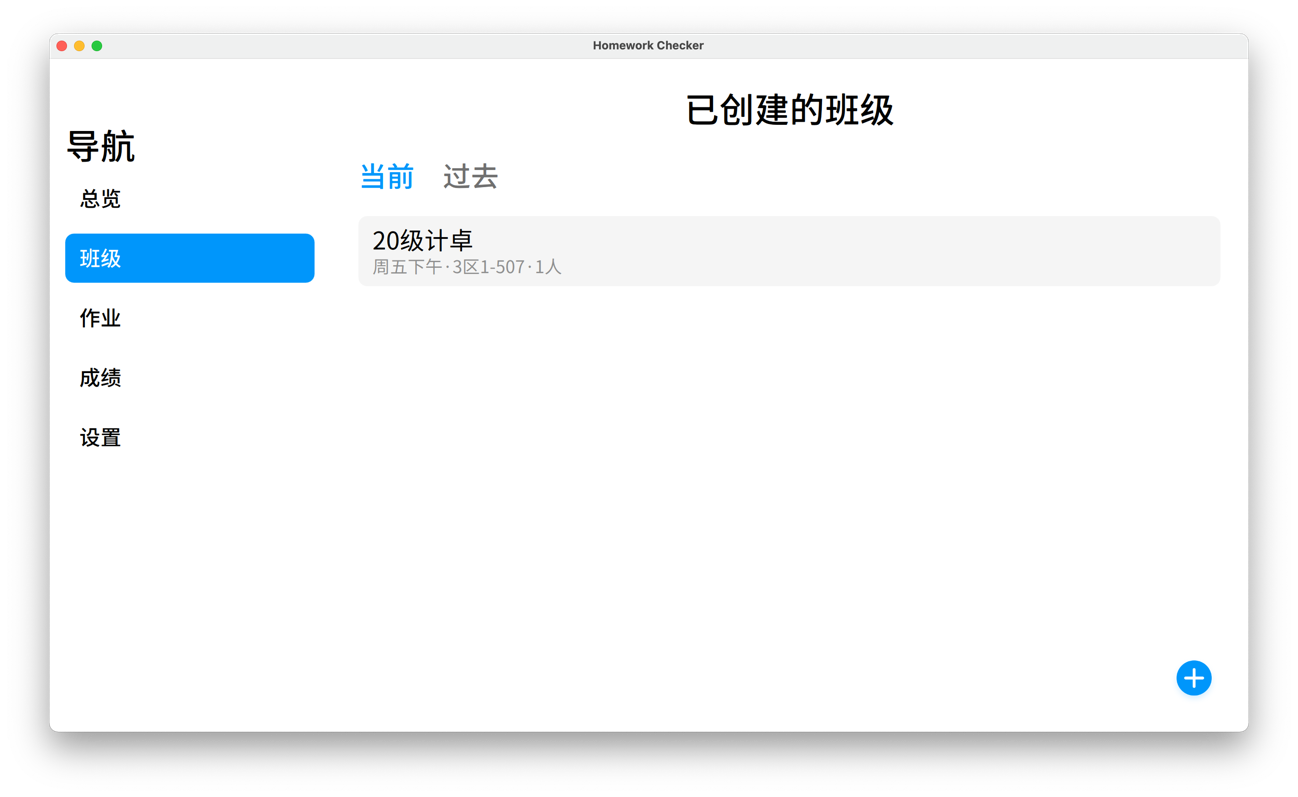 Homework Checker
导航
总览
班级
作业
成绩
设置
已创建的班级
当前 过去
20级计卓
周五下午·3区1-507·1人